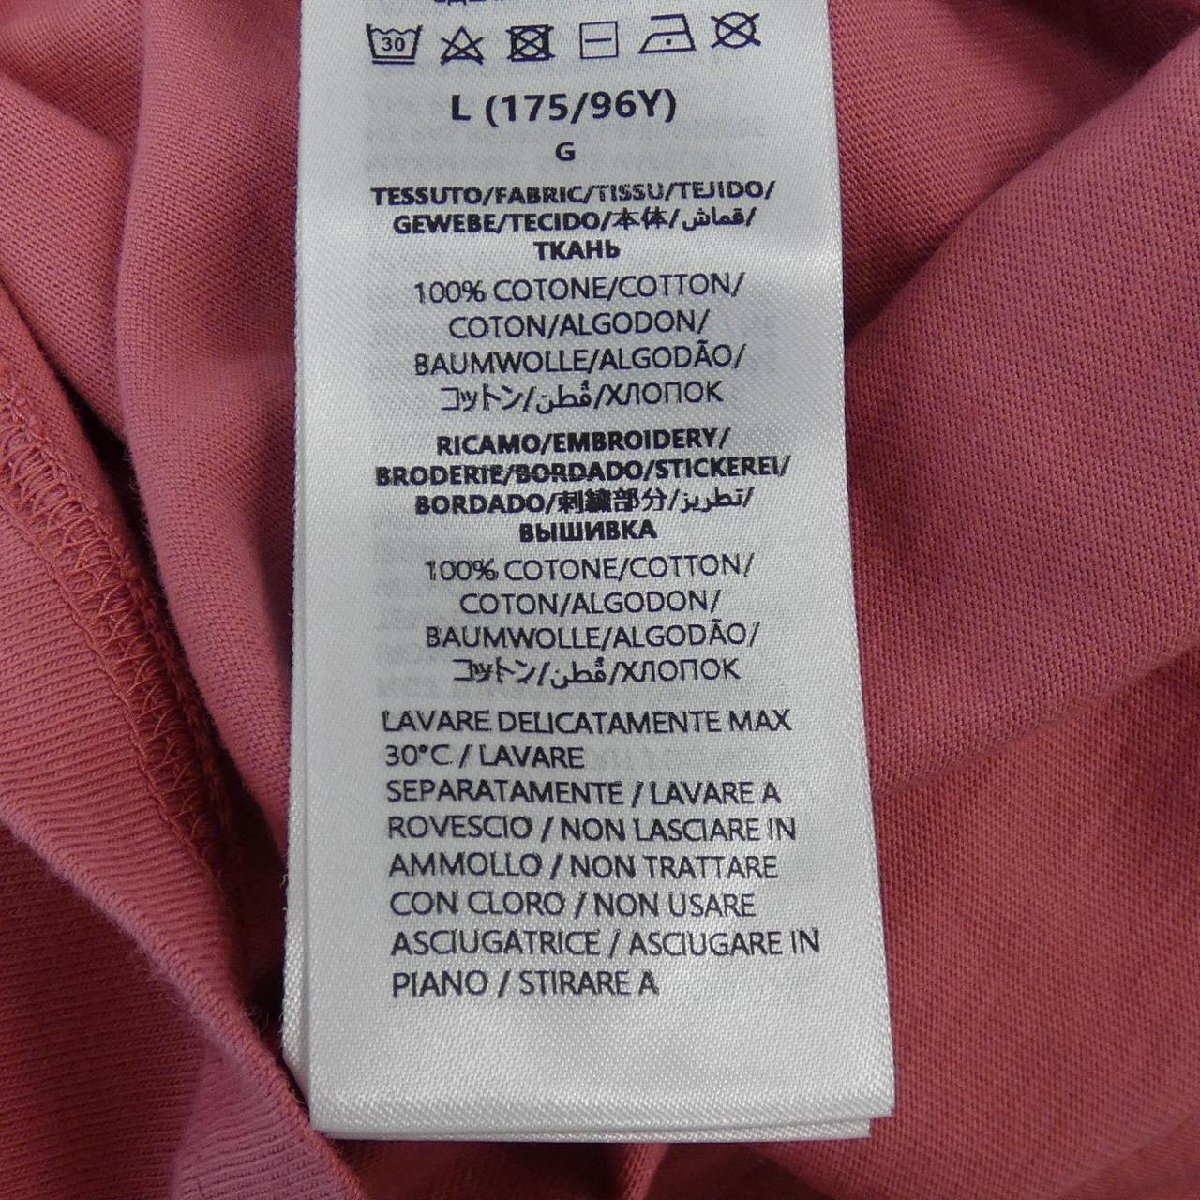 30
L (175/96Y)
G
TESSUTO/FABRIC/TISSU/TEJIDO/
GEWEBE/TECIDO/本体/قماش/
ТКАНЬ
100% COTONE/COTTON/
COTON/ALGODON/
BAUMWOLLE/ALGODÃO/
コットン/قُطن/ХЛОПОК
RICAMO/EMBROIDERY/
BRODERIE/BORDADO/STICKEREI/
BORDADO/刺繍部分/تطريز/
ВЫШИВКА
100% COTONE/COTTON/
COTON/ALGODON/
BAUMWOLLE/ALGODÃO/
コットン/قُطن/ХЛОПОК
LAVARE DELICATAMENTE MAX
30°C / LAVARE
SEPARATAMENTE / LAVARE A
ROVESCIO / NON LASCIARE IN
AMMOLLO / NON TRATTARE
CON CLORO / NON USARE
ASCIUGATRICE / ASCIUGARE IN
PIANO / STIRARE A